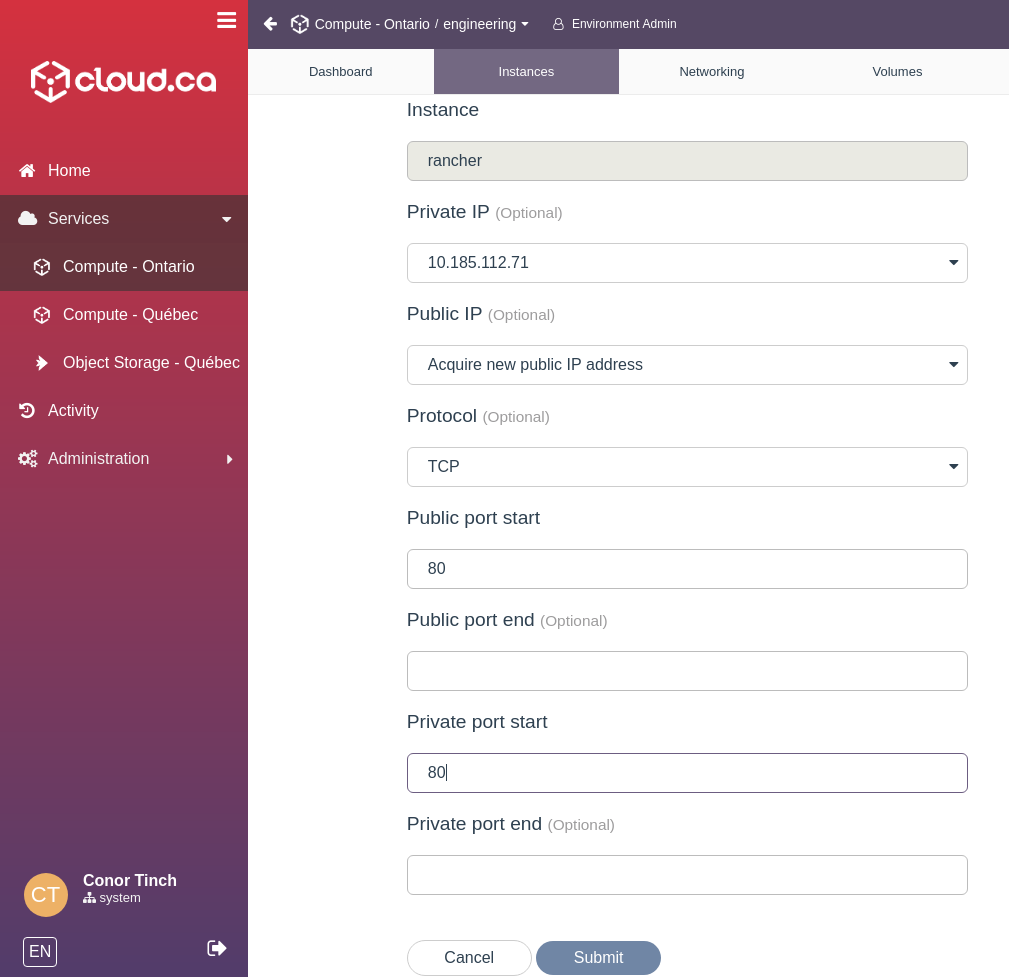 Compute - Ontario / engineering
Environment Admin
cloud.ca
Dashboard
Instances
Networking
Volumes
Home
Services
Compute - Ontario
Compute - Québec
Object Storage - Québec
Activity
Administration
Instance
rancher
Private IP (Optional)
10.185.112.71
Public IP (Optional)
Acquire new public IP address
Protocol (Optional)
TCP
Public port start
80
Public port end (Optional)
Private port start
80
Private port end (Optional)
Cancel
Submit
CT
Conor Tinch
system
EN